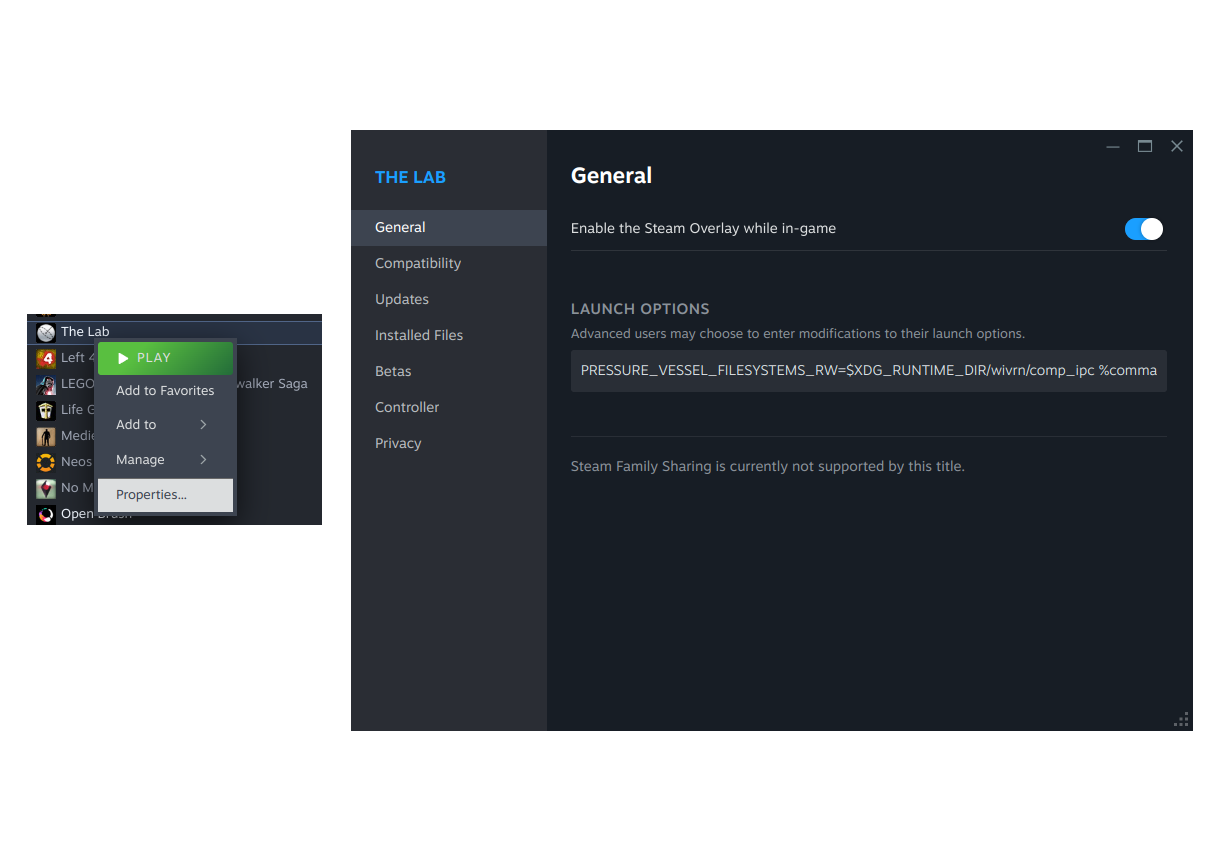 The Lab
Left 4
PLAY
LEGO walker Saga
Add to Favorites
Life G
Add to
Medie
Manage
Neos
No M
Properties...
Open Brush
THE LAB
General
Compatibility
Updates
Installed Files
Betas
Controller
Privacy
General
Enable the Steam Overlay while in-game
LAUNCH OPTIONS
Advanced users may choose to enter modifications to their launch options.
PRESSURE_VESSEL_FILESYSTEMS_RW=$XDG_RUNTIME_DIR/wivrn/comp_ipc %comma
Steam Family Sharing is currently not supported by this title.